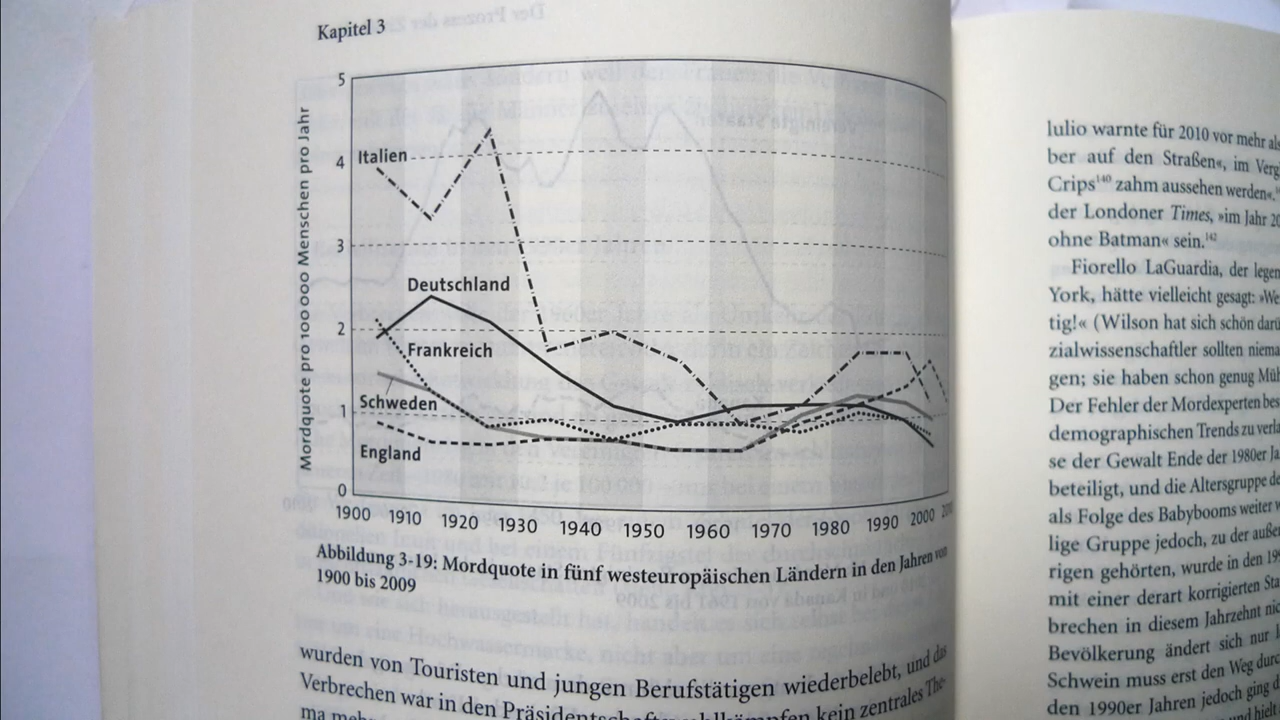 Kapitel 3
Mordquote pro 100 000 Menschen pro Jahr
5
4
3
2
1
0
Italien
Deutschland
Frankreich
Schweden
England
1900 1910 1920 1930 1940 1950 1960 1970 1980 1990 2000
Abbildung 3-19: Mordquote in fünf westeuropäischen Ländern in den Jahren von
1900 bis 2009
wurden von Touristen und jungen Berufstätigen wiederbelebt, und das
Verbrechen war in den kein zentrales The-
lulio warnte für 2010 vor mehr als
ber auf den Straßen«, im Verg
Crips¹⁴⁰ zahm aussehen werden«.
der Londoner Times, »im Jahr 20
ohne Batman« sein.¹⁴²
Fiorello LaGuardia, der legen
York, hätte vielleicht gesagt: »We
tig!« (Wilson hat sich schön darü
zialwissenschaftler sollten niema
gen; sie haben schon genug Müh
Der Fehler der Mordexperten bes
demographischen Trends zu verla
se der Gewalt Ende der 1980er Ja
beteiligt, und die Altersgruppe de
als Folge des Babybooms weiter w
lige Gruppe jedoch, zu der außer
rigen gehörten, wurde in den 19
mit einer derart korrigierten Sta
brechen in diesem Jahrzehnt nic
Bevölkerung ändert sich nur l
Schwein muss erst den Weg durc
den 1990er Jahren jedoch ging d